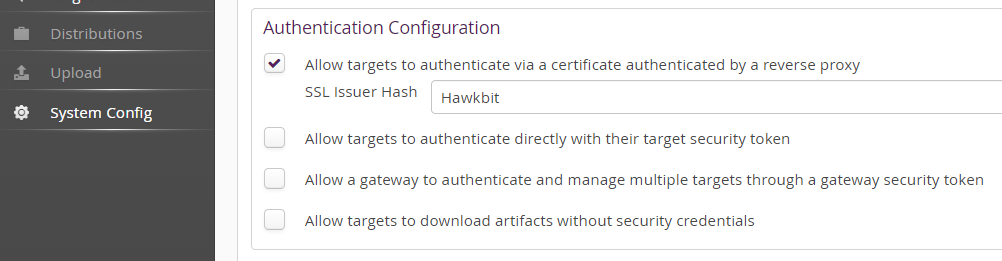 Distributions
Upload
System Config
Authentication Configuration
Allow targets to authenticate via a certificate authenticated by a reverse proxy
SSL Issuer Hash
Hawkbit
Allow targets to authenticate directly with their target security token
Allow a gateway to authenticate and manage multiple targets through a gateway security token
Allow targets to download artifacts without security credentials